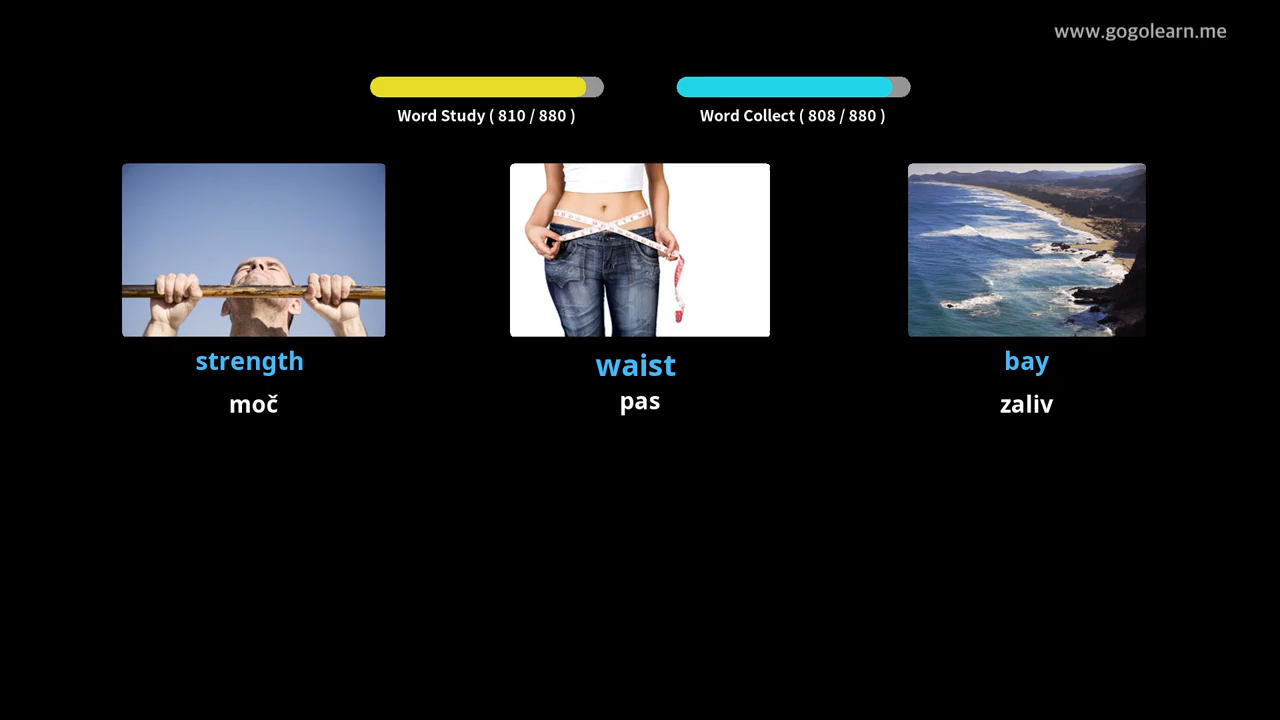 www.gogolearn.me
Word Study ( 810 / 880 )
Word Collect ( 808 / 880 )
strength
waist
bay
moč
pas
zaliv